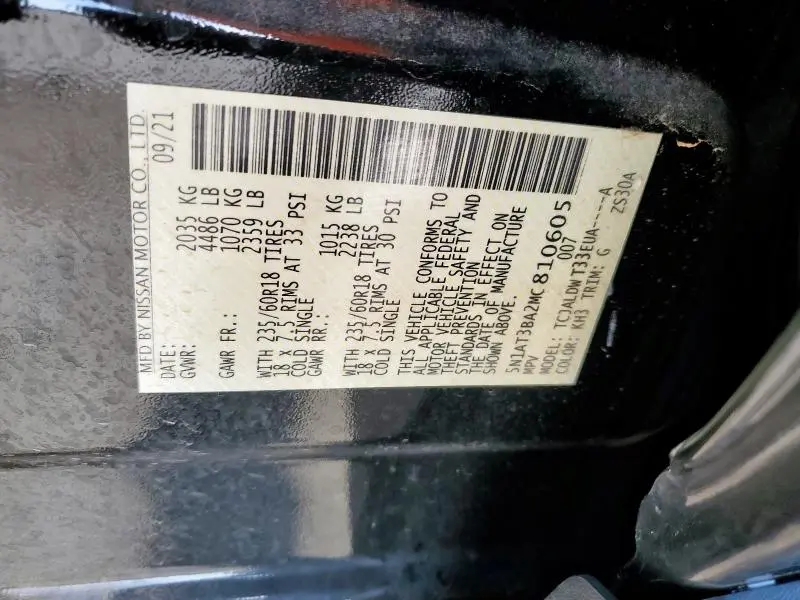 MFD BY NISSAN MOTOR CO., LTD.
DATE: 09/21
GVWR: 2035 KG
4486 LB
GAWR FR.: 1070 KG
2359 LB
WITH 235/60R18 TIRES
18 X 7.5 RIMS AT 33 PSI
COLD SINGLE
GAWR RR.: 1015 KG
2238 LB
WITH 235/60R18 TIRES
18 X 7.5 RIMS AT 30 PSI
COLD SINGLE
THIS VEHICLE CONFORMS TO
ALL APPLICABLE FEDERAL
MOTOR VEHICLE SAFETY AND
THEFT PREVENTION
STANDARDS IN EFFECT ON
THE DATE OF MANUFACTURE
SHOWN ABOVE.
5N1AT3BA2MC810605
MPV 007
MODEL: TCJALDWT33EUA----A
COLOR: KH3 TRIM: G ZS30A